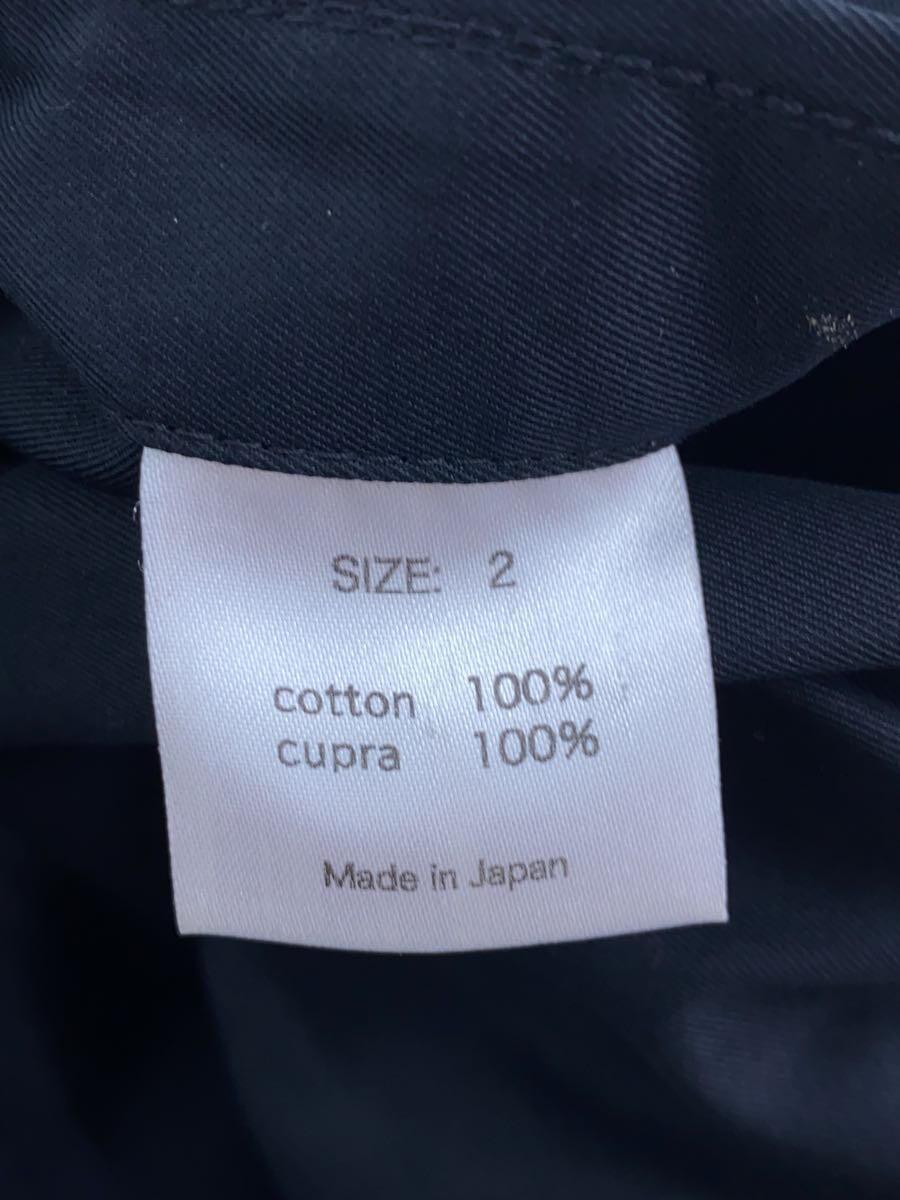 SIZE: 2
cotton 100%
cupra 100%
Made in Japan